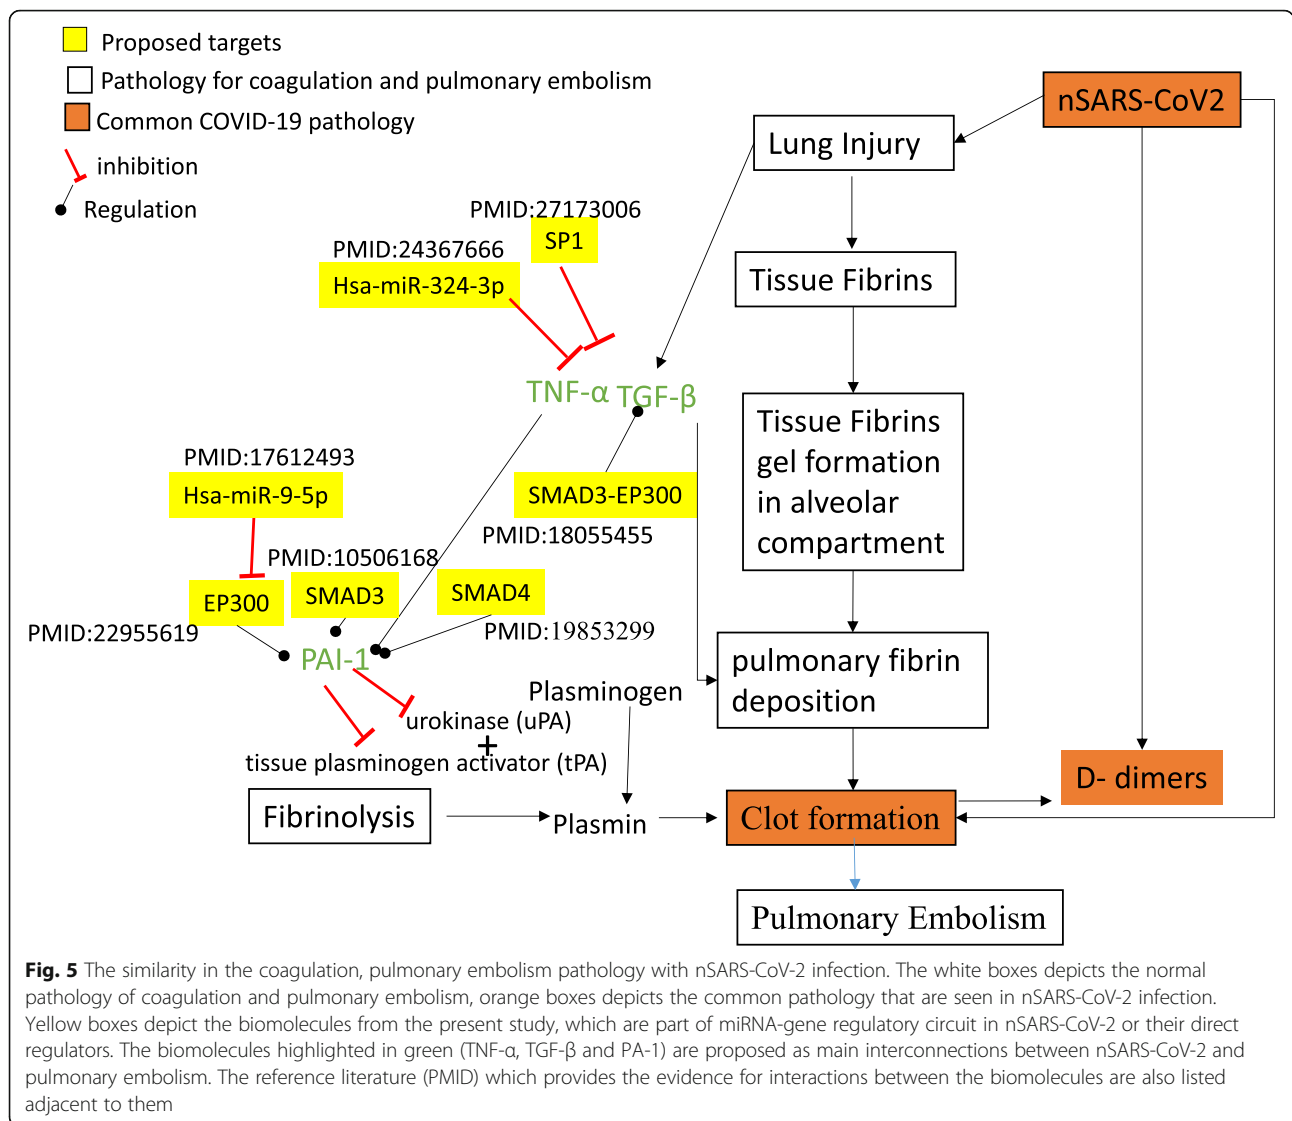 Proposed targets
Pathology for coagulation and pulmonary embolism
Common COVID-19 pathology
inhibition
Regulation
nSARS-CoV2
Lung Injury
PMID:27173006
SP1
PMID:24367666
Hsa-miR-324-3p
Tissue Fibrins
TNF-α
TGF-β
Tissue Fibrins
gel formation
in alveolar
compartment
PMID:17612493
Hsa-miR-9-5p
SMAD3-EP300
PMID:18055455
PMID:10506168
EP300
SMAD3
SMAD4
PMID:22955619
PMID:19853299
PAI-1
pulmonary fibrin
deposition
Plasminogen
urokinase (uPA)
+
tissue plasminogen activator (tPA)
D- dimers
Fibrinolysis
Plasmin
Clot formation
Pulmonary Embolism
Fig. 5 The similarity in the coagulation, pulmonary embolism pathology with nSARS-CoV-2 infection. The white boxes depicts the normal
pathology of coagulation and pulmonary embolism, orange boxes depicts the common pathology that are seen in nSARS-CoV-2 infection.
Yellow boxes depict the biomolecules from the present study, which are part of miRNA-gene regulatory circuit in nSARS-CoV-2 or their direct
regulators. The biomolecules highlighted in green (TNF-α, TGF-β and PA-1) are proposed as main interconnections between nSARS-CoV-2 and
pulmonary embolism. The reference literature (PMID) which provides the evidence for interactions between the biomolecules are also listed
adjacent to them